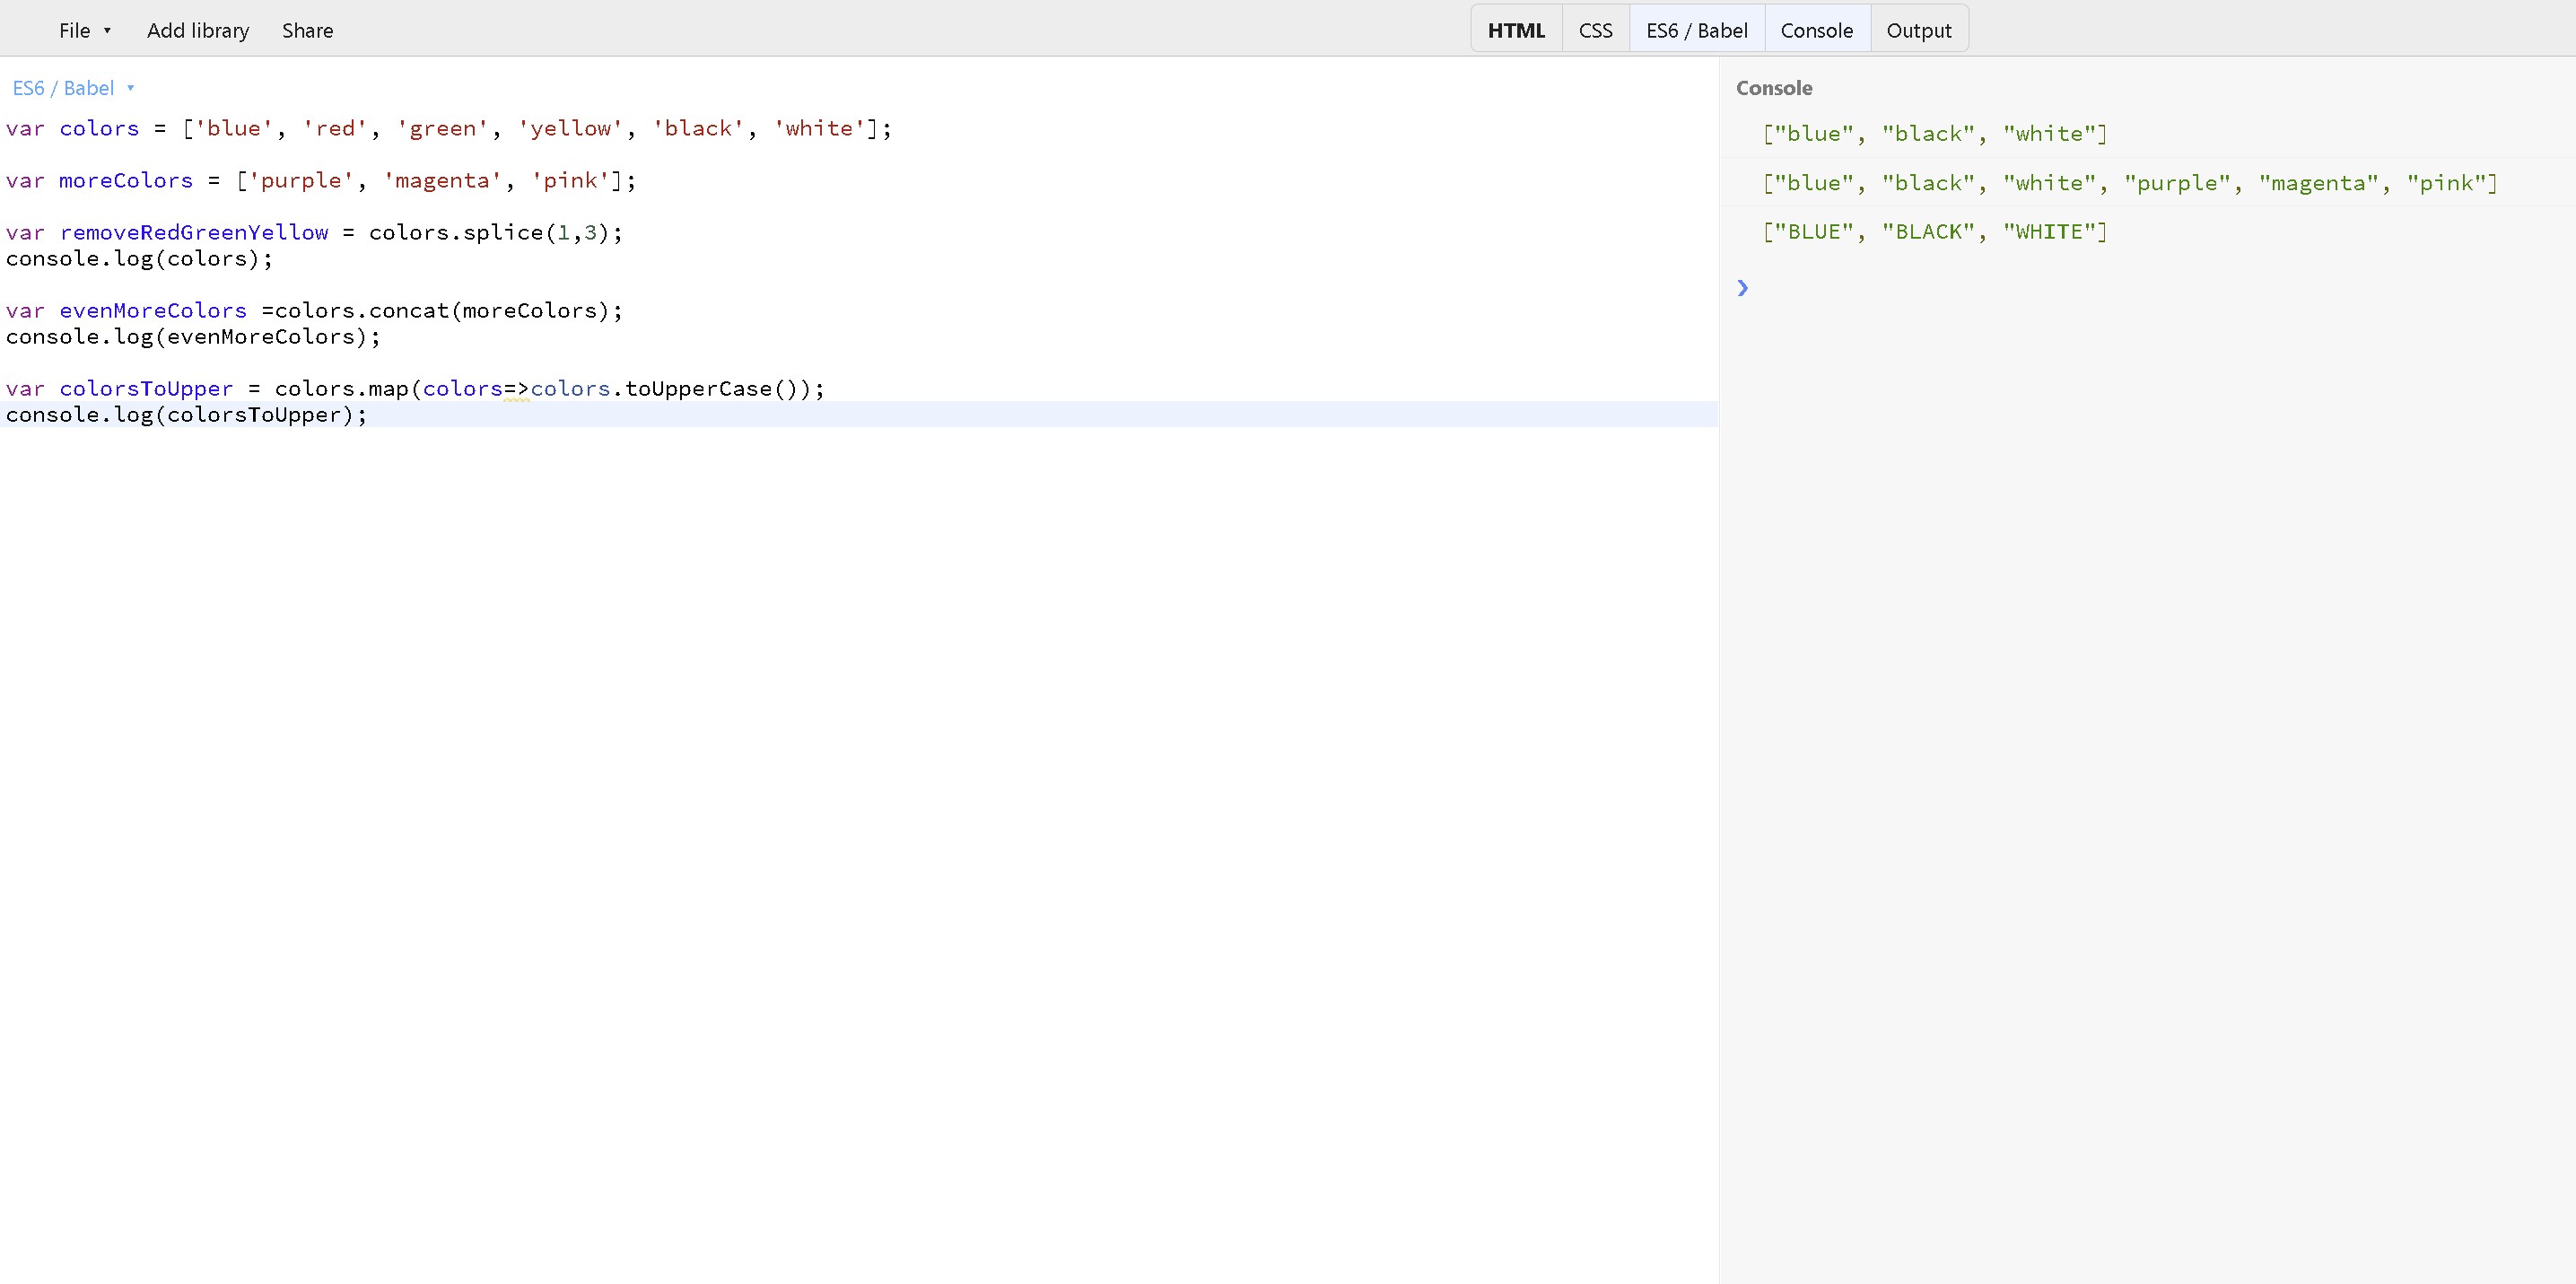 File ▾ Add library Share HTML CSS ES6 / Babel Console Output
ES6 / Babel ▾
var colors = ['blue', 'red', 'green', 'yellow', 'black', 'white'];
var moreColors = ['purple', 'magenta', 'pink'];
var removeRedGreenYellow = colors.splice(1,3);
console.log(colors);
var evenMoreColors =colors.concat(moreColors);
console.log(evenMoreColors);
var colorsToUpper = colors.map(colors=>colors.toUpperCase());
console.log(colorsToUpper);
Console
["blue", "black", "white"]
["blue", "black", "white", "purple", "magenta", "pink"]
["BLUE", "BLACK", "WHITE"]
❯